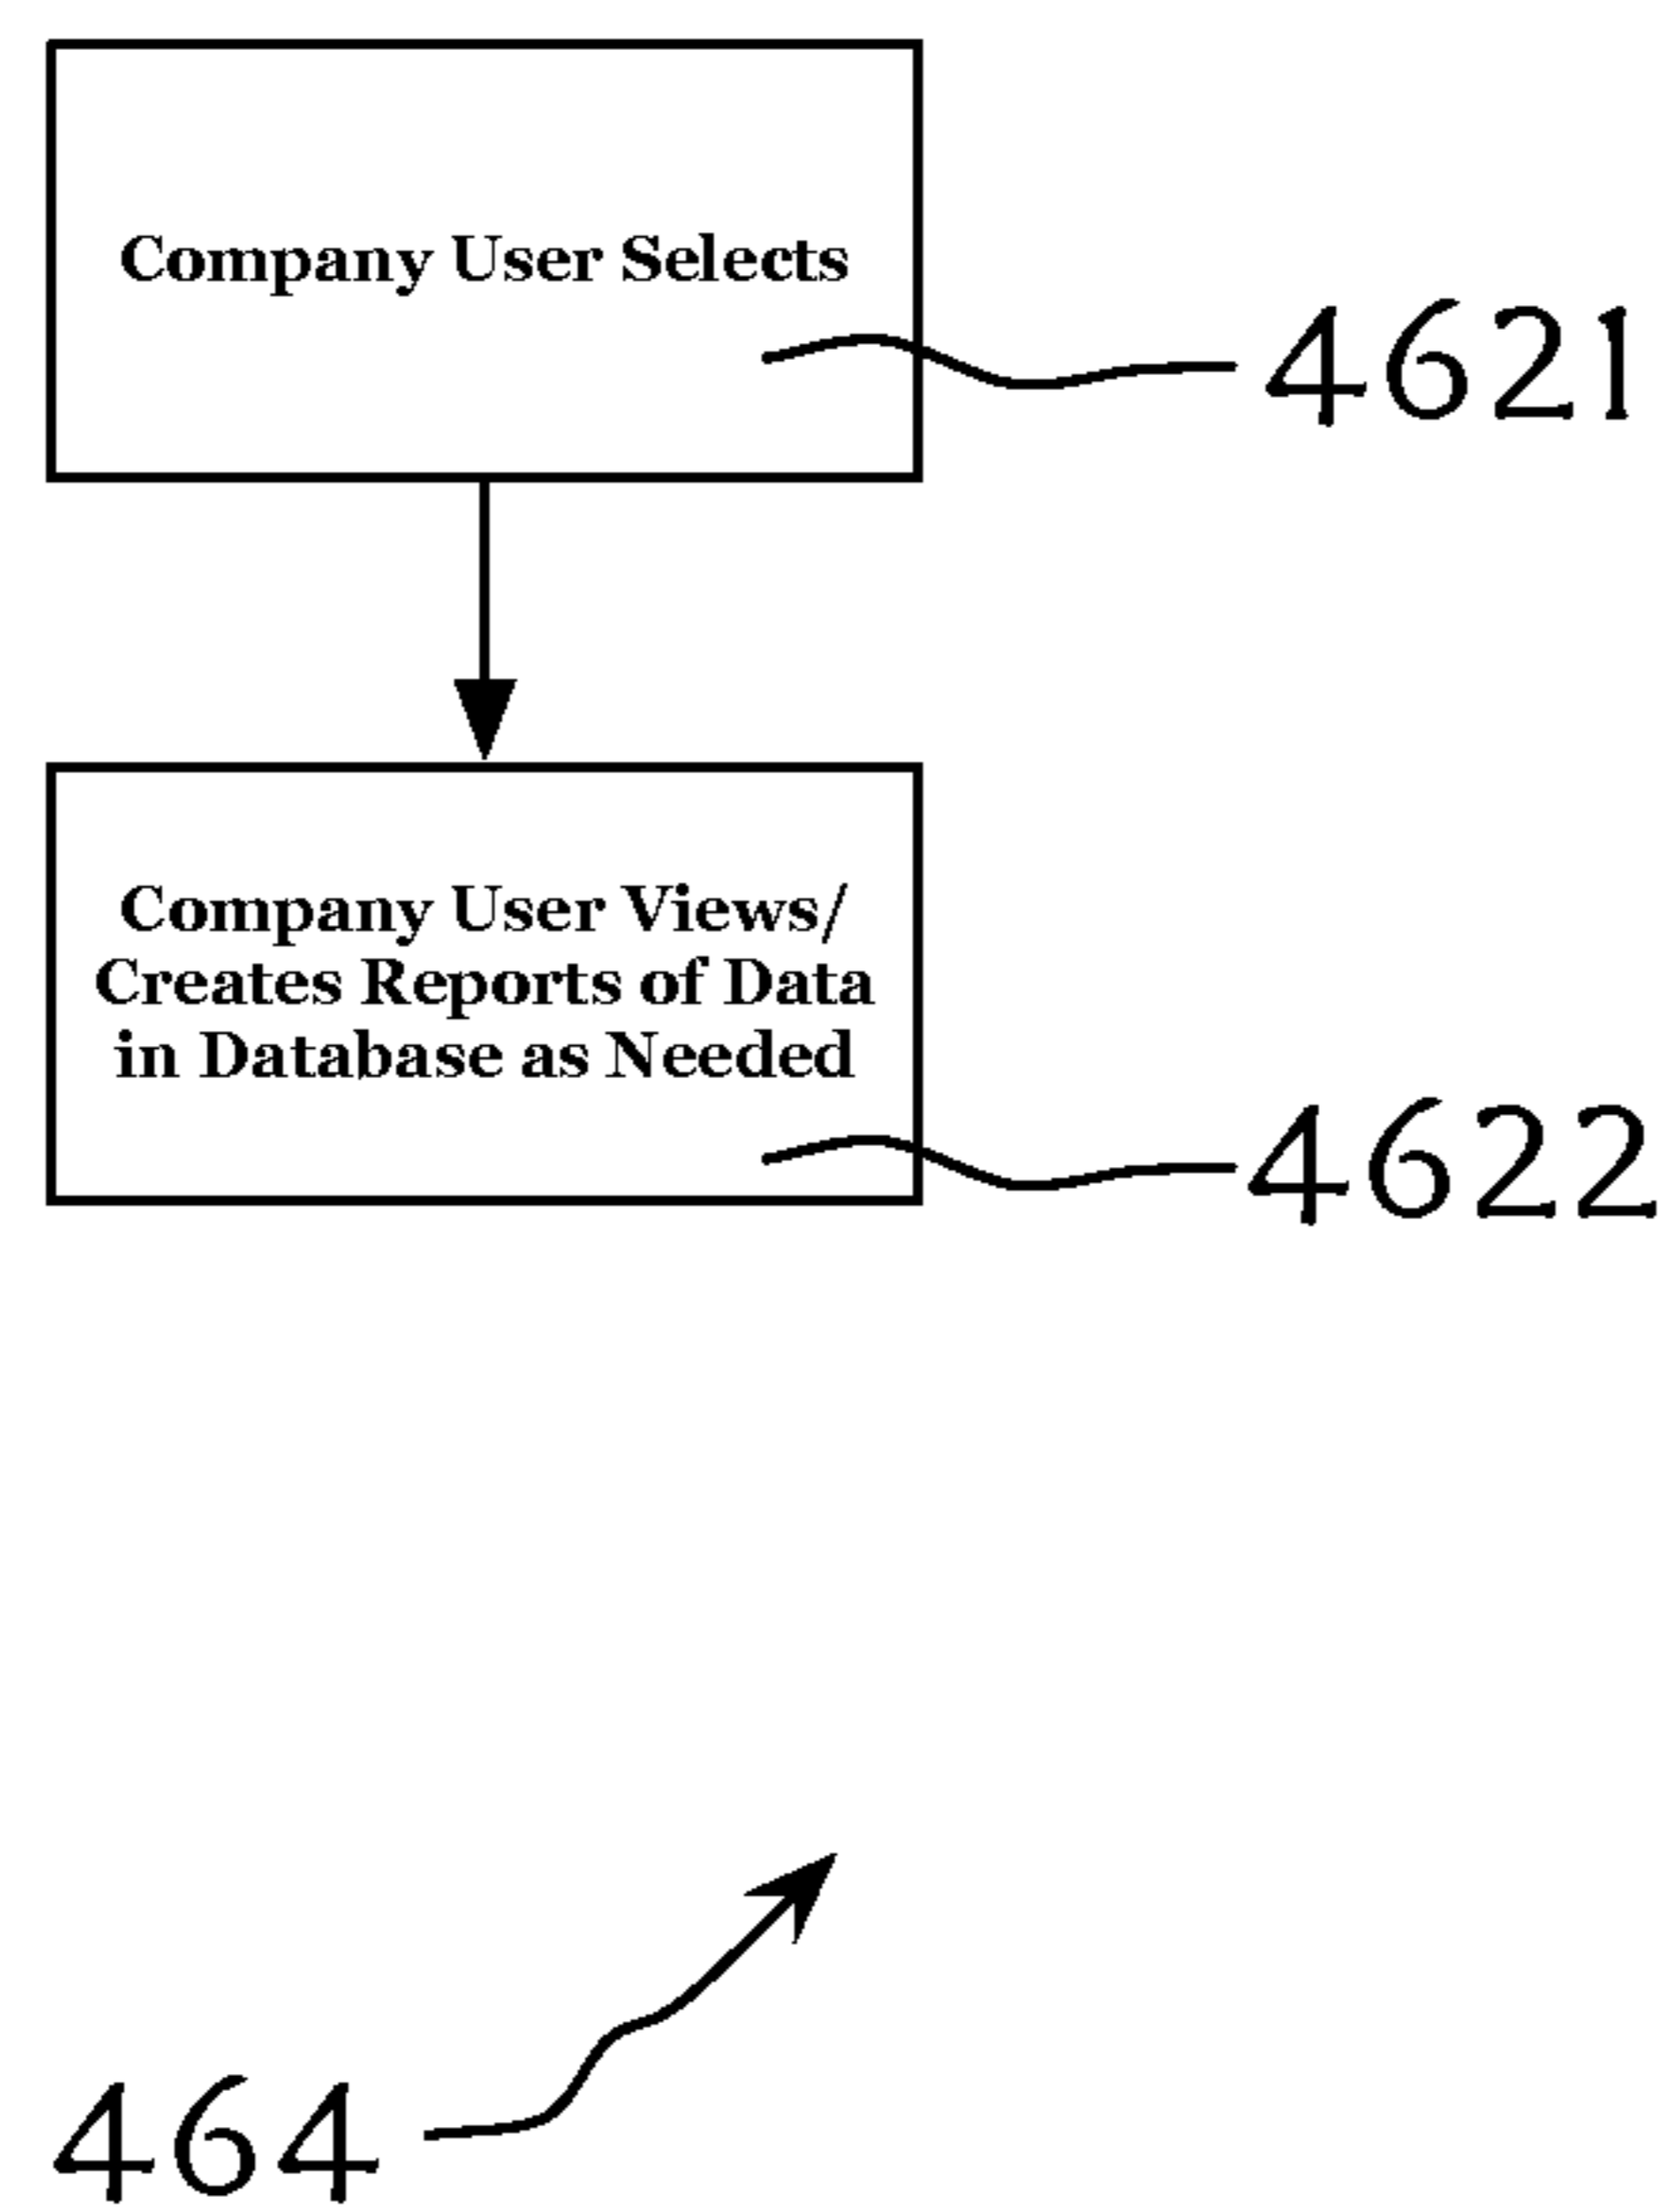 Company User Selects
4621
Company User Views/
Creates Reports of Data
in Database as Needed
4622
464